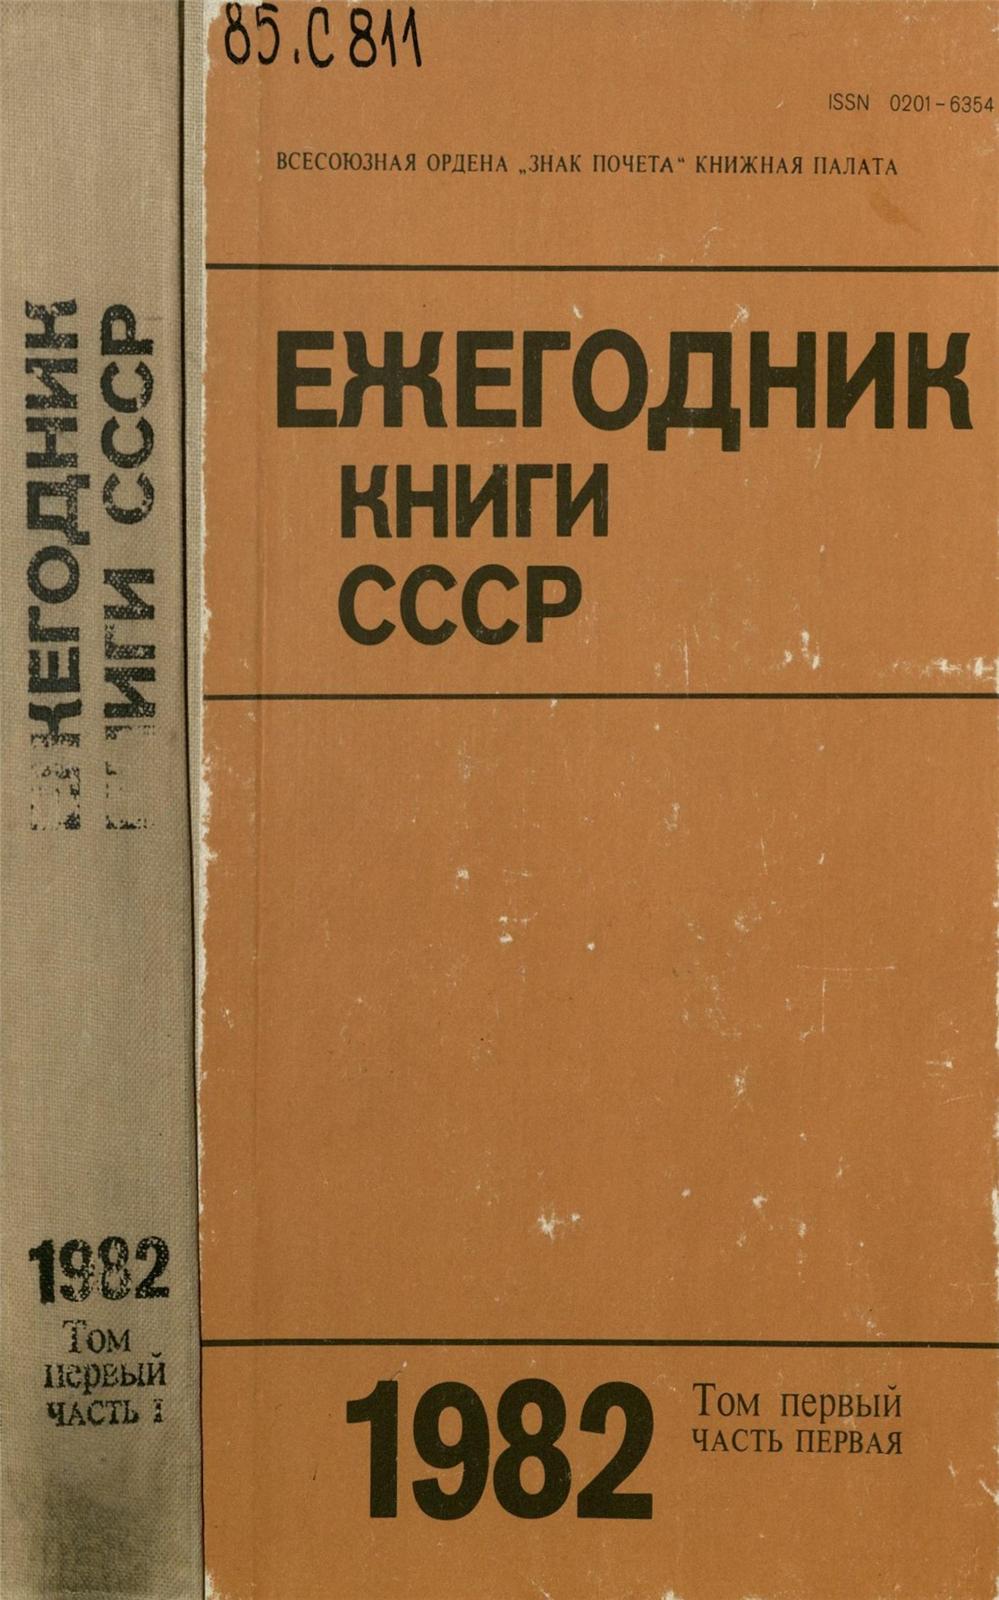 85.С811
ISSN 0201-6354
ВСЕСОЮЗНАЯ ОРДЕНА „ЗНАК ПОЧЕТА“ КНИЖНАЯ ПАЛАТА
ЕЖЕГОДНИК
КНИГИ
СССР
1982
Том первый
ЧАСТЬ ПЕРВАЯ
ЕЖЕГОДНИК
КНИГИ СССР
1982
Том
первый
ЧАСТЬ I